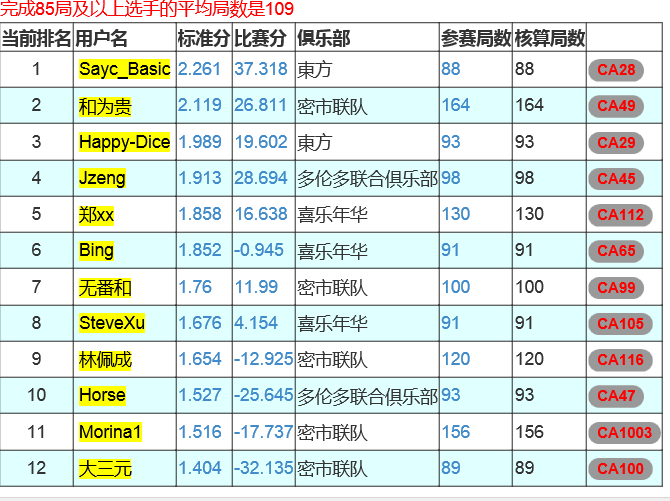 完成85局及以上选手的平均局数是109
当前排名 用户名 标准分 比赛分 俱乐部 参赛局数 核算局数
1 Sayc_Basic 2.261 37.318 東方 88 88 CA28
2 和为贵 2.119 26.811 密市联队 164 164 CA49
3 Happy-Dice 1.989 19.602 東方 93 93 CA29
4 Jzeng 1.913 28.694 多伦多联合俱乐部 98 98 CA45
5 郑xx 1.858 16.638 喜乐年华 130 130 CA112
6 Bing 1.852 -0.945 喜乐年华 91 91 CA65
7 无番和 1.76 11.99 密市联队 100 100 CA99
8 SteveXu 1.676 4.154 喜乐年华 91 91 CA105
9 林佩成 1.654 -12.925 密市联队 120 120 CA116
10 Horse 1.527 -25.645 多伦多联合俱乐部 93 93 CA47
11 Morina1 1.516 -17.737 密市联队 156 156 CA1003
12 大三元 1.404 -32.135 密市联队 89 89 CA100